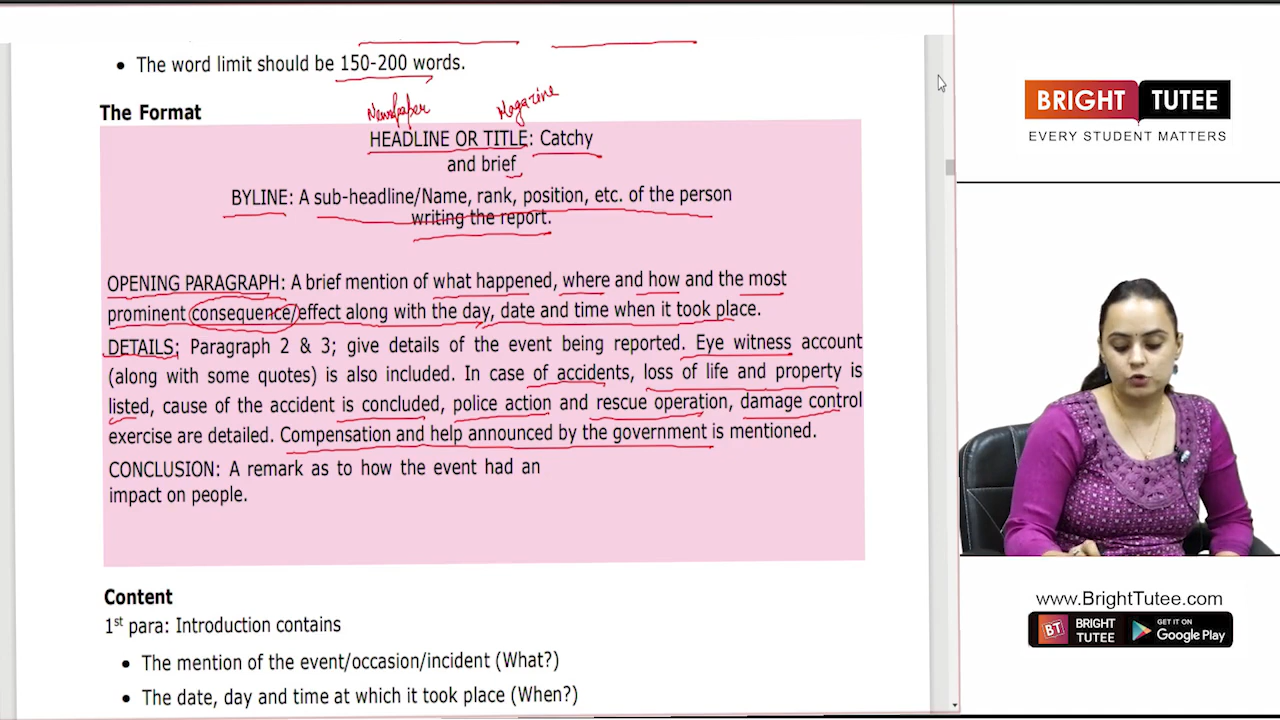 • The word limit should be 150-200 words.
The Format
Newspaper Magazine
HEADLINE OR TITLE: Catchy
and brief
BYLINE: A sub-headline/Name, rank, position, etc. of the person
writing the report.
OPENING PARAGRAPH: A brief mention of what happened, where and how and the most
prominent consequence/effect along with the day, date and time when it took place.
DETAILS; Paragraph 2 & 3; give details of the event being reported. Eye witness account
(along with some quotes) is also included. In case of accidents, loss of life and property is
listed, cause of the accident is concluded, police action and rescue operation, damage control
exercise are detailed. Compensation and help announced by the government is mentioned.
CONCLUSION: A remark as to how the event had an
impact on people.
Content
1st para: Introduction contains
• The mention of the event/occasion/incident (What?)
• The date, day and time at which it took place (When?)
BRIGHT TUTEE
EVERY STUDENT MATTERS
www.BrightTutee.com
BT BRIGHT TUTEE
GET IT ON
Google Play